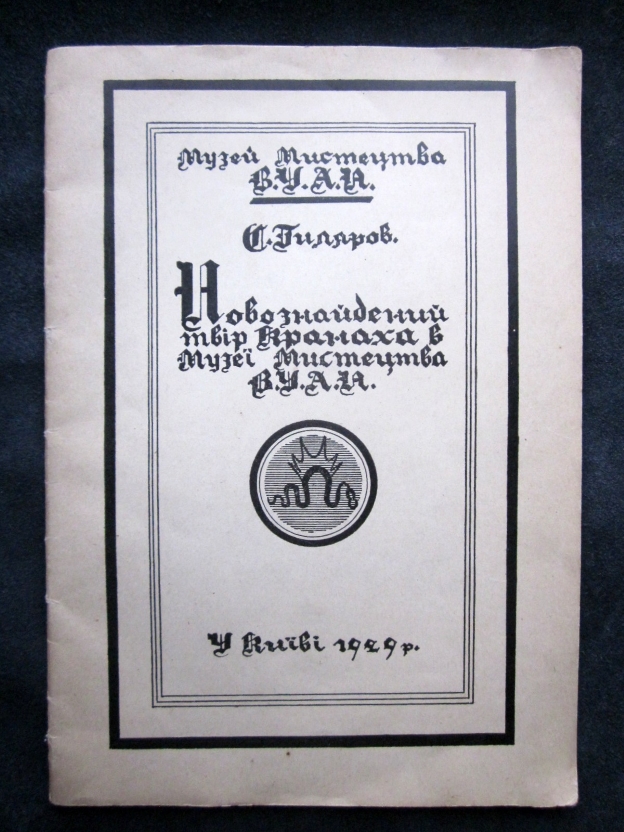 Музей Мистецтва
В.У.А.Н.
С. Гиляров.
Новознайдений
твір Кранаха в
Музеї Мистецтва
В.У.А.Н.
У Київі 1929 р.